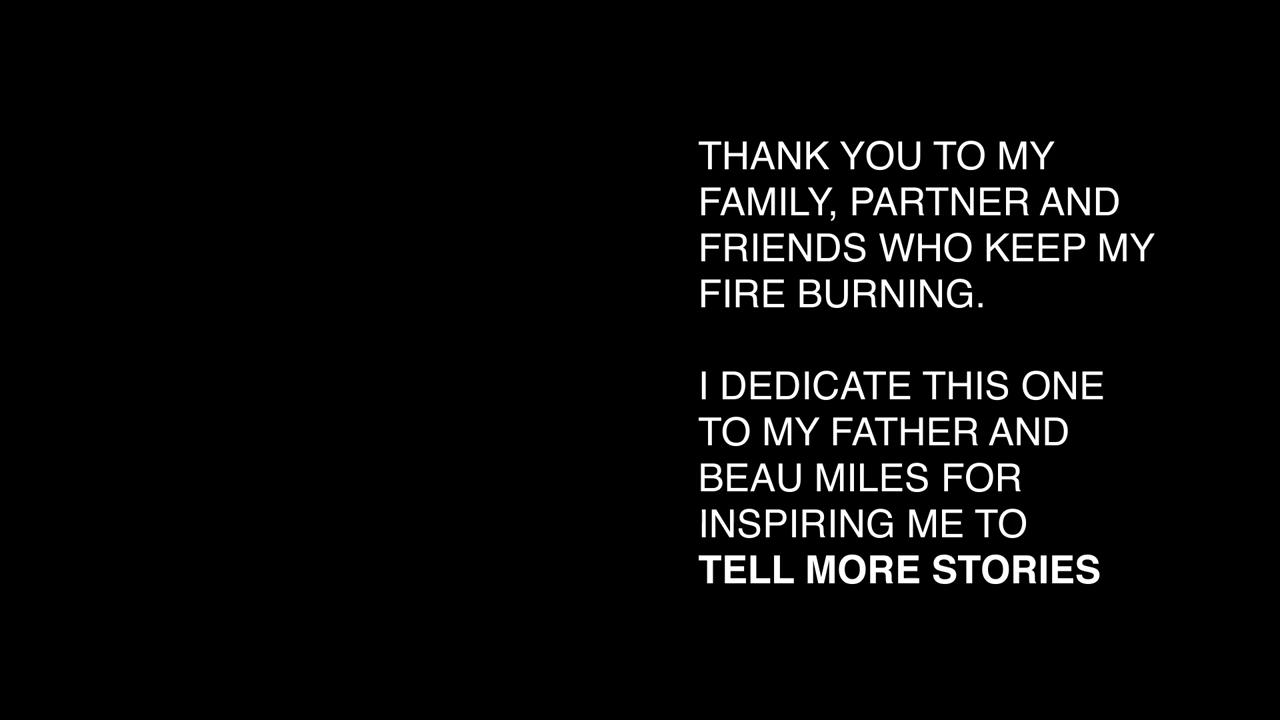 THANK YOU TO MY
FAMILY, PARTNER AND
FRIENDS WHO KEEP MY
FIRE BURNING.
I DEDICATE THIS ONE
TO MY FATHER AND
BEAU MILES FOR
INSPIRING ME TO
TELL MORE STORIES